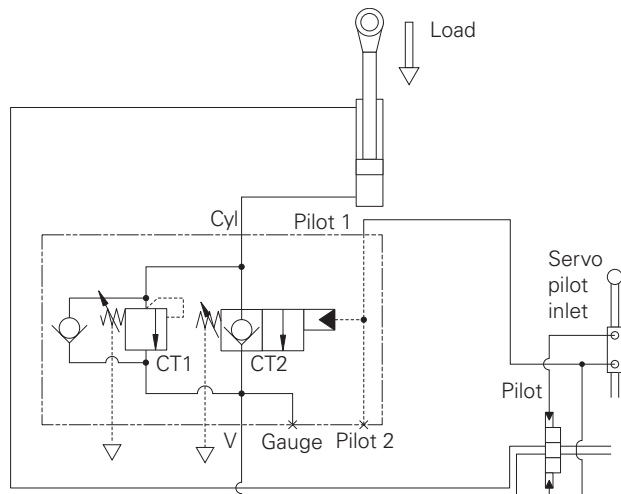 Load
Cyl
Pilot 1
Servo
pilot
inlet
CT1
CT2
Pilot
V
Gauge
Pilot 2